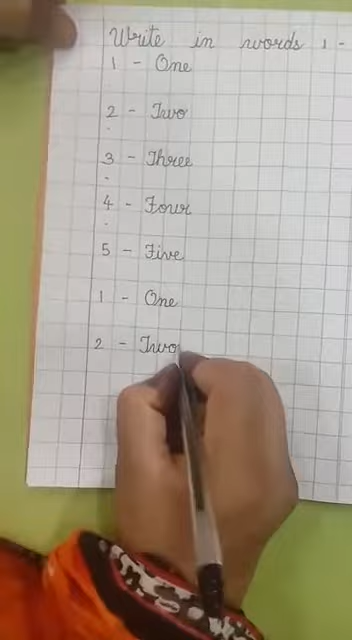 Write in words 1 -
1 - One
2 - Two
3 - Three
4 - Four
5 - Five
1 - One
2 - Two